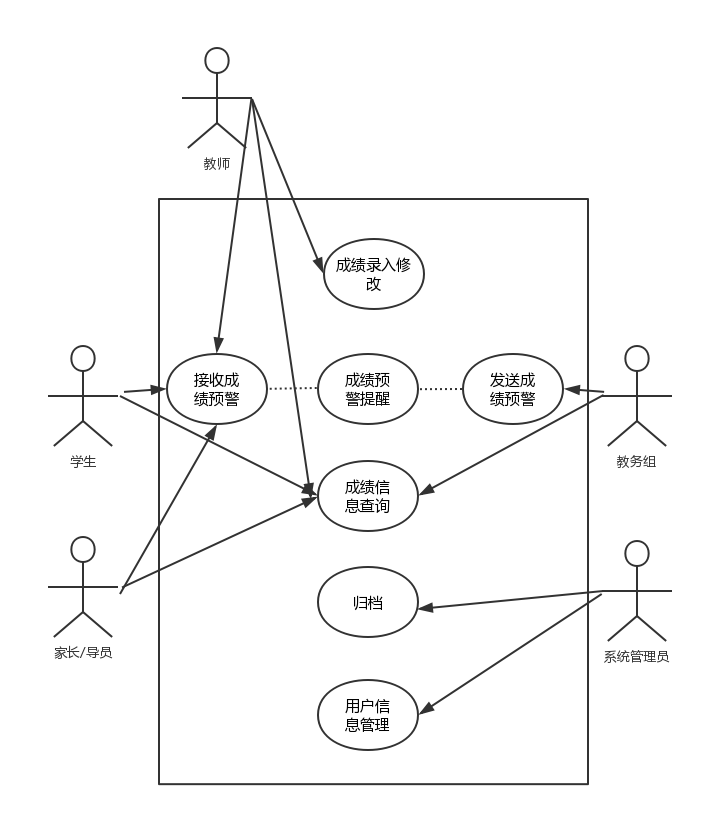 教师
成绩录入修
改
接收成
绩预警
成绩预
警提醒
发送成
绩预警
学生
教务组
成绩信
息查询
归档
家长/导员
系统管理员
用户信
息管理